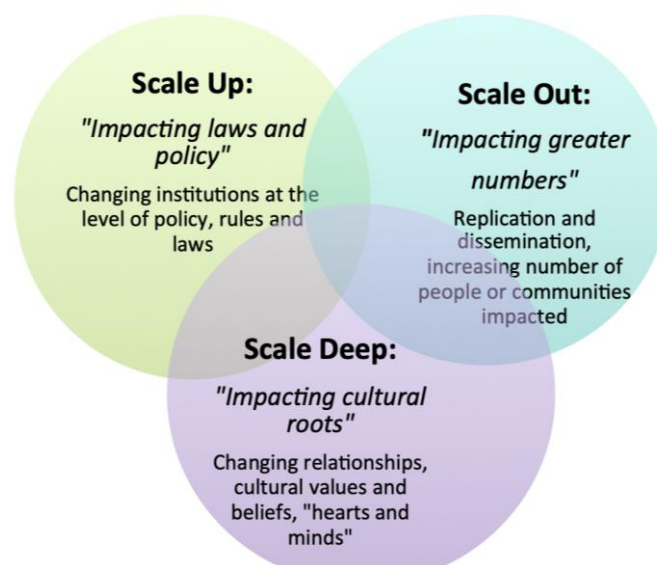 Scale Up:
"Impacting laws and
policy"
Changing institutions at the
level of policy, rules and
laws
Scale Out:
"Impacting greater
numbers"
Replication and
dissemination,
increasing number of
people or communities
impacted
Scale Deep:
"Impacting cultural
roots"
Changing relationships,
cultural values and
beliefs, "hearts and
minds"